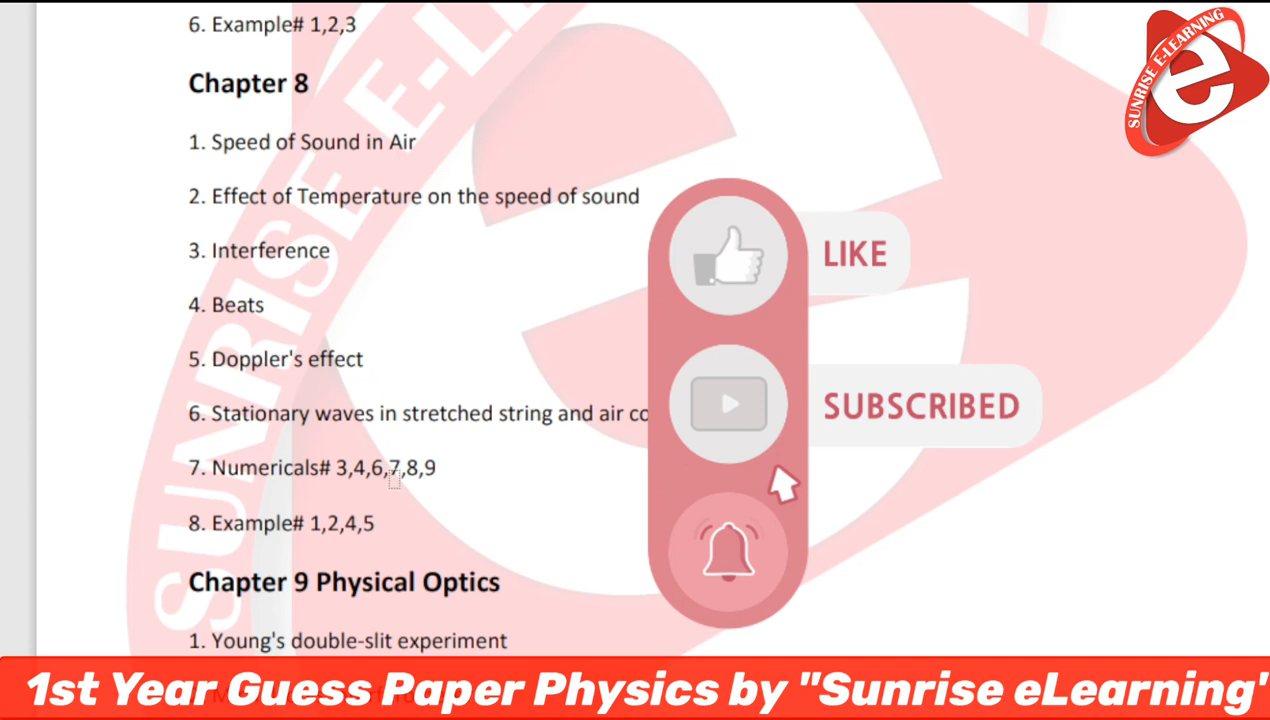 6. Example# 1,2,3
Chapter 8
1. Speed of Sound in Air
2. Effect of Temperature on the speed of sound
3. Interference
4. Beats
5. Doppler's effect
6. Stationary waves in stretched string and air co
7. Numericals# 3,4,6,7,8,9
8. Example# 1,2,4,5
Chapter 9 Physical Optics
1. Young's double-slit experiment
LIKE
SUBSCRIBED
SUNRISE E-LEARNING
e
SUNRISE E-LE
1st Year Guess Paper Physics by "Sunrise eLearning"